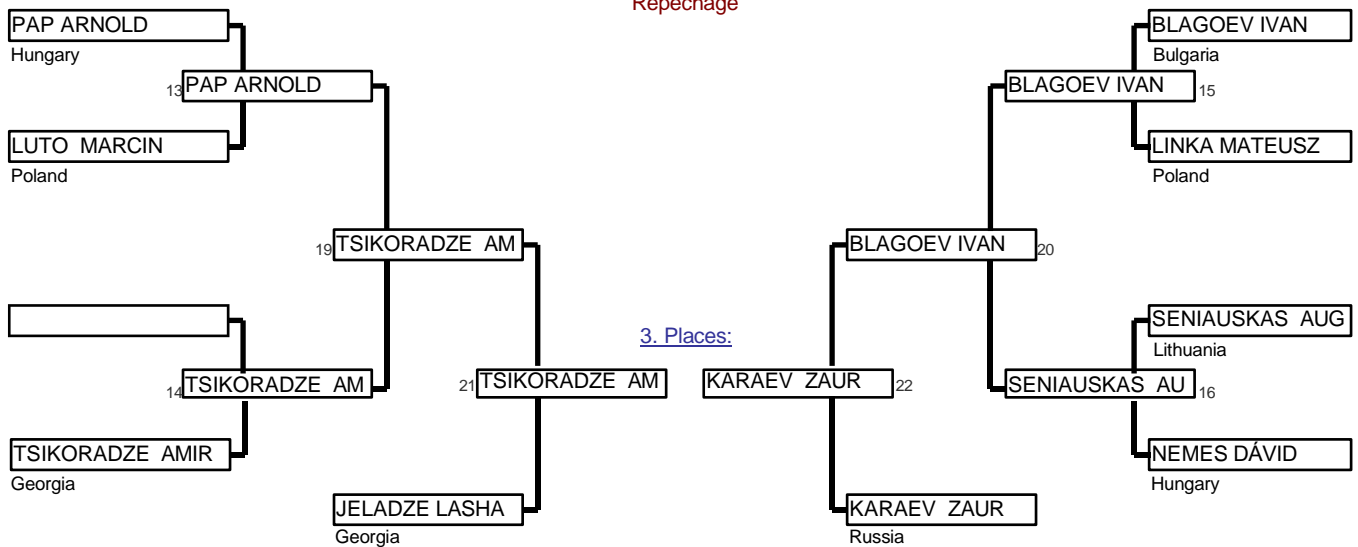 Repechage
PAP ARNOLD
Hungary
13 PAP ARNOLD
LUTO MARCIN
Poland
19 TSIKORADZE AM
14 TSIKORADZE AM
TSIKORADZE AMIR
Georgia
21 TSIKORADZE AM
JELADZE LASHA
Georgia
3. Places:
BLAGOEV IVAN
Bulgaria
BLAGOEV IVAN 15
LINKA MATEUSZ
Poland
BLAGOEV IVAN 20
SENIAUSKAS AUG
Lithuania
KARAEV ZAUR 22
SENIAUSKAS AU 16
NEMES DÁVID
Hungary
KARAEV ZAUR
Russia